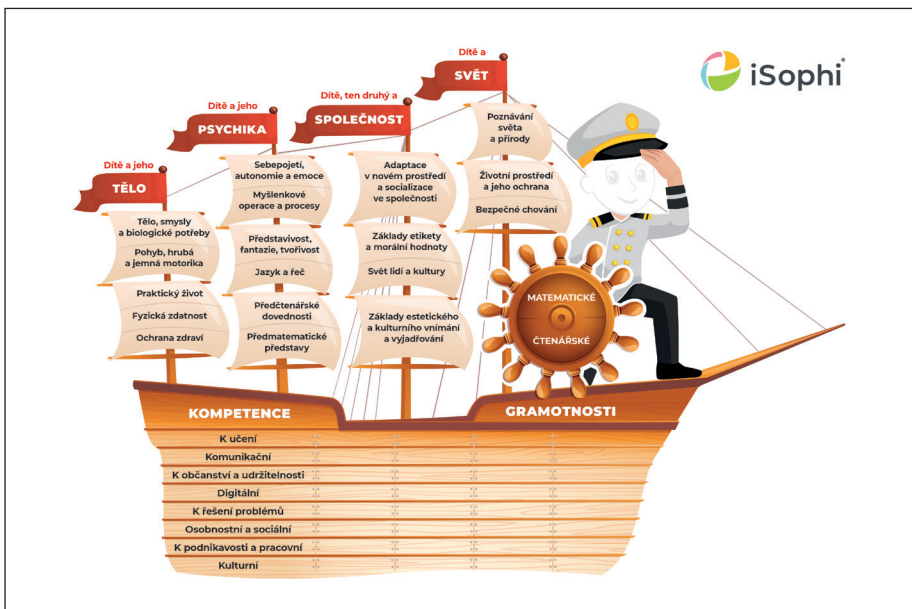 iSophi
Dítě a jeho
TĚLO
Tělo, smysly
a biologické potřeby
Pohyb, hrubá
a jemná motorika
Praktický život
Fyzická zdatnost
Ochrana zdraví
Dítě a jeho
PSYCHIKA
Sebepojetí,
autonomie a emoce
Myšlenkové
operace a procesy
Představivost,
fantazie, tvořivost
Jazyk a řeč
Předčtenářské
dovednosti
Předmatematické
představy
Dítě, ten druhý a
SPOLEČNOST
Adaptace
v novém prostředí
a socializace
ve společnosti
Základy etikety
a morální hodnoty
Svět lidí a kultury
Základy estetického
a kulturního vnímání
a vyjadřování
Dítě a
SVĚT
Poznávání
světa
a přírody
Životní prostředí
a jeho ochrana
Bezpečné chování
MATEMATICKÉ
ČTENÁŘSKÉ
KOMPETENCE
GRAMOTNOSTI
K učení
Komunikační
K občanství a udržitelnosti
Digitální
K řešení problémů
Osobnostní a sociální
K podnikavosti a pracovní
Kulturní